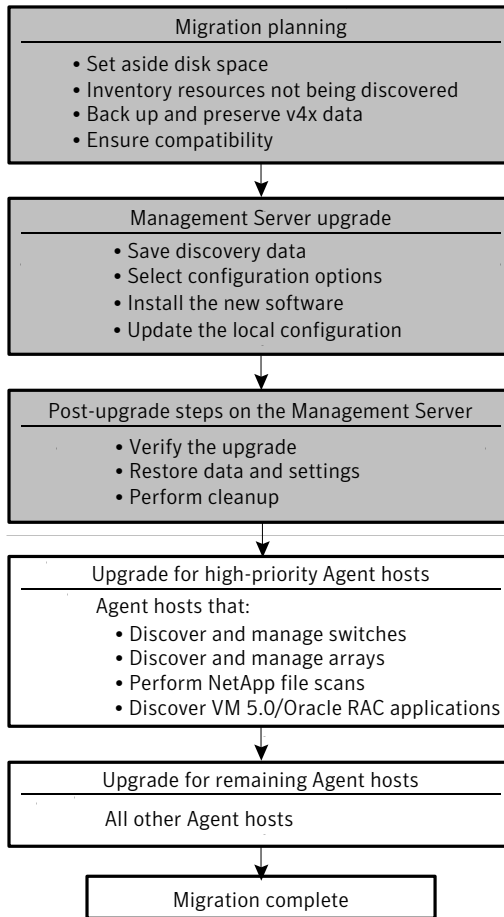 Migration planning
• Set aside disk space
• Inventory resources not being discovered
• Back up and preserve v4x data
• Ensure compatibility
Management Server upgrade
• Save discovery data
• Select configuration options
• Install the new software
• Update the local configuration
Post-upgrade steps on the Management Server
• Verify the upgrade
• Restore data and settings
• Perform cleanup
Upgrade for high-priority Agent hosts
Agent hosts that:
• Discover and manage switches
• Discover and manage arrays
• Perform NetApp file scans
• Discover VM 5.0/Oracle RAC applications
Upgrade for remaining Agent hosts
All other Agent hosts
Migration complete